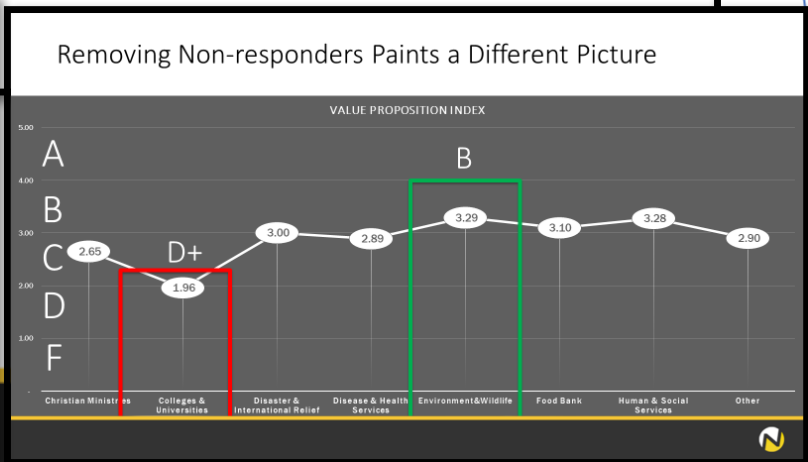 Removing Non-responders Paints a Different Picture
VALUE PROPOSITION INDEX
5.00
A
B
4.00
B
3.29
3.28
3.10
3.00
3.00
2.89
2.90
C
2.65
D+
2.00
1.96
D
1.00
F
-
Christian Ministries
Colleges &
Universities
Disaster &
International Relief
Disease & Health
Services
Environment&Wildlife
Food Bank
Human & Social
Services
Other
N